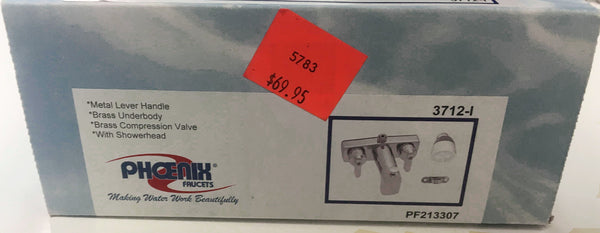 5783
$69.95
*Metal Lever Handle
*Brass Underbody
*Brass Compression Valve
*With Showerhead
3712-I
PHOENIX
FAUCETS
Making Water Work Beautifully
PF213307